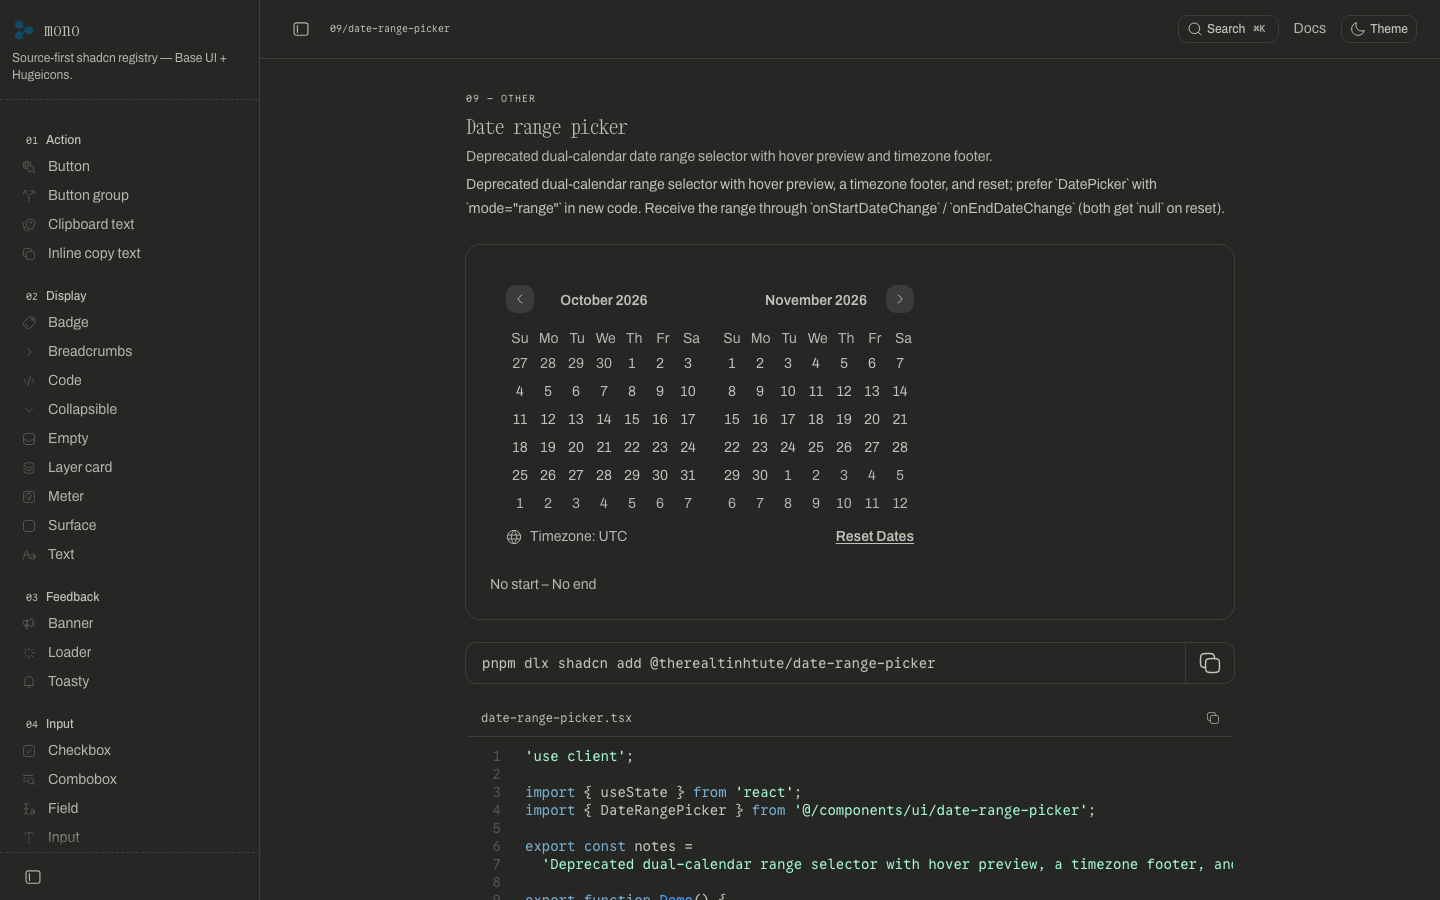 mono
Source-first shadcn registry — Base UI +
Hugeicons.
01 Action
Button
Button group
Clipboard text
Inline copy text
02 Display
Badge
Breadcrumbs
Code
Collapsible
Empty
Layer card
Meter
Surface
Text
03 Feedback
Banner
Loader
Toasty
04 Input
Checkbox
Combobox
Field
Input
09/date-range-picker
Search ⌘K
Docs
Theme
09 — OTHER
Date range picker
Deprecated dual-calendar date range selector with hover preview and timezone footer.
Deprecated dual-calendar range selector with hover preview, a timezone footer, and reset; prefer `DatePicker` with
`mode="range"` in new code. Receive the range through `onStartDateChange` / `onEndDateChange` (both get `null` on reset).
October 2026
Su Mo Tu We Th Fr Sa
27 28 29 30 1 2 3
4 5 6 7 8 9 10
11 12 13 14 15 16 17
18 19 20 21 22 23 24
25 26 27 28 29 30 31
1 2 3 4 5 6 7
November 2026
Su Mo Tu We Th Fr Sa
1 2 3 4 5 6 7
8 9 10 11 12 13 14
15 16 17 18 19 20 21
22 23 24 25 26 27 28
29 30 1 2 3 4 5
6 7 8 9 10 11 12
Timezone: UTC
Reset Dates
No start – No end
pnpm dlx shadcn add @therealtinhtute/date-range-picker
date-range-picker.tsx
1 'use client';
2
3 import { useState } from 'react';
4 import { DateRangePicker } from '@/components/ui/date-range-picker';
5
6 export const notes =
7 'Deprecated dual-calendar range selector with hover preview, a timezone footer, and
8
9 export function Demo() {